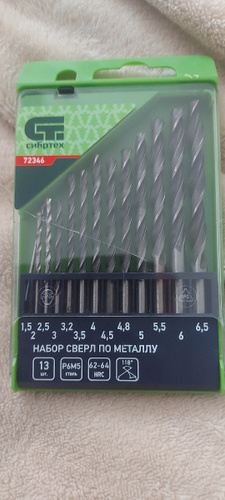 сибртех
72346
1,5 2,5 3,2 4 4,8 5,5 6,5
2 3 3,5 4,5 5 6
НАБОР СВЕРЛ ПО МЕТАЛЛУ
13 Р6М5 62-64 118°
шт. сталь HRC